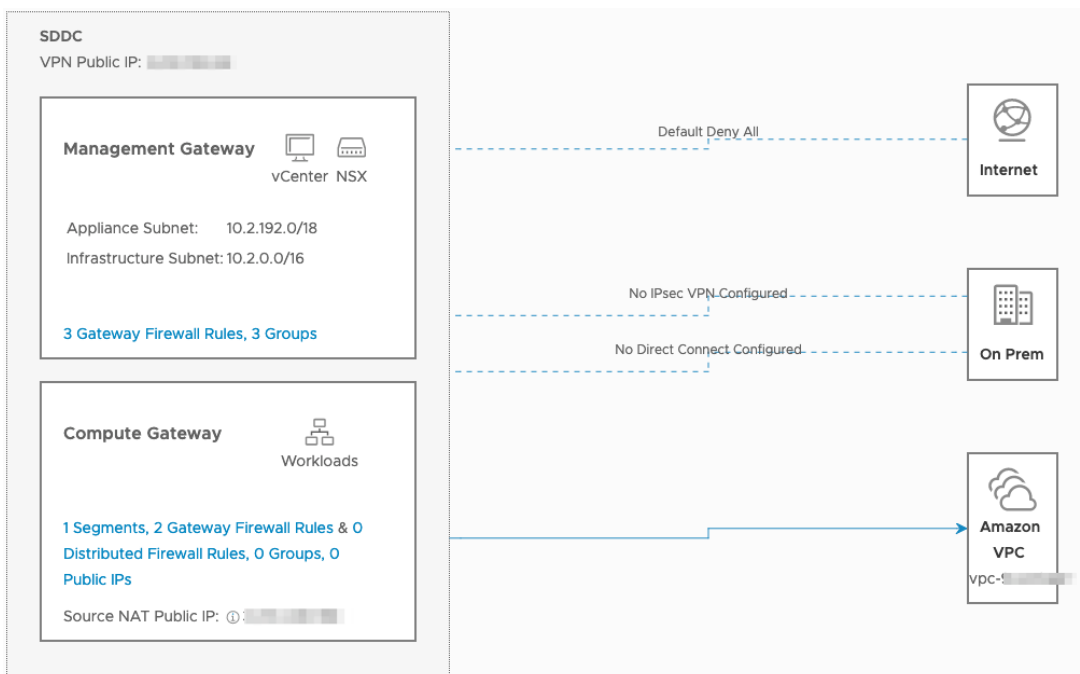 SDDC
VPN Public IP:
Management Gateway
vCenter NSX
Appliance Subnet: 10.2.192.0/18
Infrastructure Subnet: 10.2.0.0/16
3 Gateway Firewall Rules, 3 Groups
Compute Gateway
Workloads
1 Segments, 2 Gateway Firewall Rules & 0
Distributed Firewall Rules, 0 Groups, 0
Public IPs
Source NAT Public IP:
Default Deny All
Internet
No IPsec VPN Configured
No Direct Connect Configured
On Prem
Amazon
VPC
vpc-